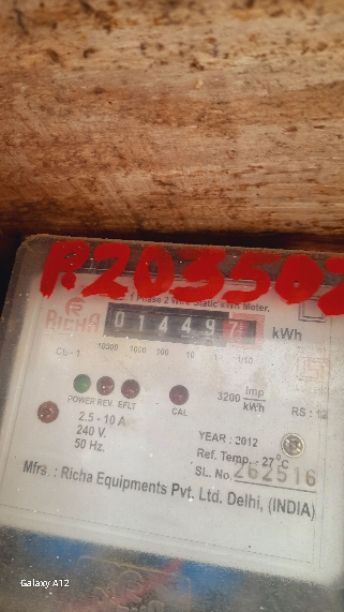 R203502
1 Phase 2 Wire Static kWh Meter.
RICHA
014497 kWh
CL - 1 10000 1000 100 10 1 1/10
POWER REV. EFLT CAL 3200 Imp/kWh
2.5 - 10 A
240 V.
50 Hz.
YEAR : 2012
Ref. Temp. - 27°C
SL. No. 262516
Mfrs. : Richa Equipments Pvt. Ltd. Delhi, (INDIA)
Galaxy A12